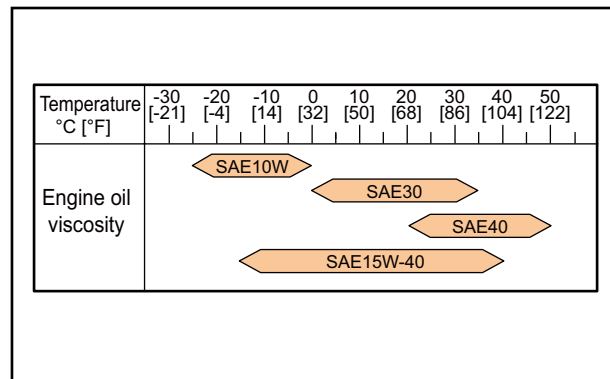 Temperature -30 -20 -10 0 10 20 30 40 50
°C [°F] [-21] [-4] [14] [32] [50] [68] [86] [104] [122]
Engine oil
viscosity
SAE10W
SAE30
SAE40
SAE15W-40